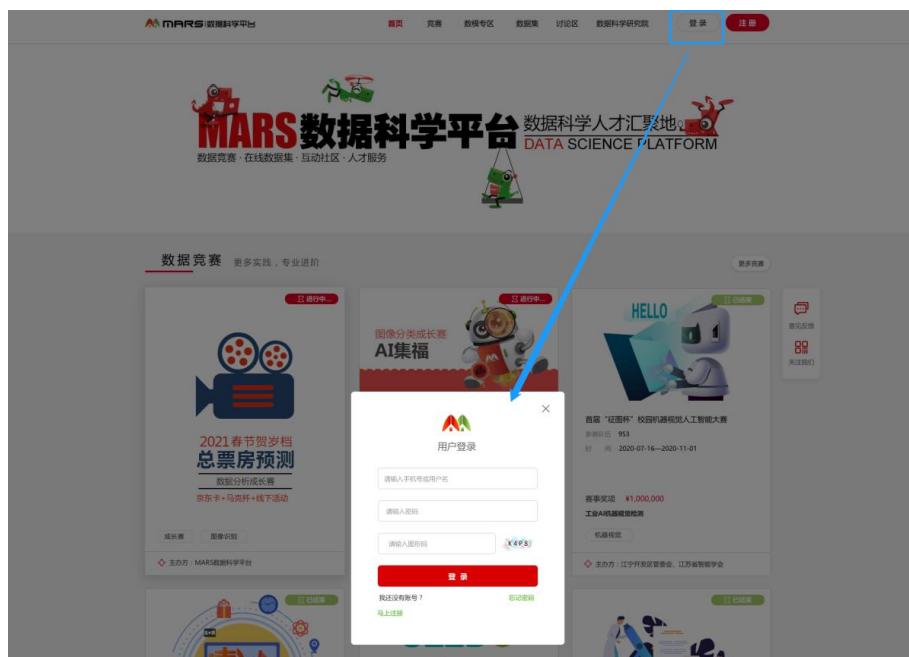 MARS 数据科学平台
首页 竞赛 数模专区 数据集 讨论区 数据科学研究院 登录 注册
MARS数据科学平台
数据科学人才汇聚地
DATA SCIENCE PLATFORM
数据竞赛·在线数据集·互动社区·人才服务
数据竞赛 更多实践，专业进阶
更多竞赛
进行中...
2021春节贺岁档
总票房预测
数据分析成长赛
京东卡+马克杯+线下活动
成长赛 图像识别
主办方：MARS数据科学平台
进行中...
图像分类成长赛
AI集福
已结束
HELLO
首届“征图杯”校园机器视觉人工智能大赛
参赛队伍 953
时 间 2020-07-16—2020-11-01
赛事奖项 ¥1,000,000
工业AI机器视觉检测
机器视觉
主办方：江宁开发区管委会、江苏省智能学会
意见反馈
关注我们
用户登录
请输入手机号或用户名
请输入密码
请输入图形码
K4P8
登录
我还没有账号？ 忘记密码
马上注册
已结束
已结束